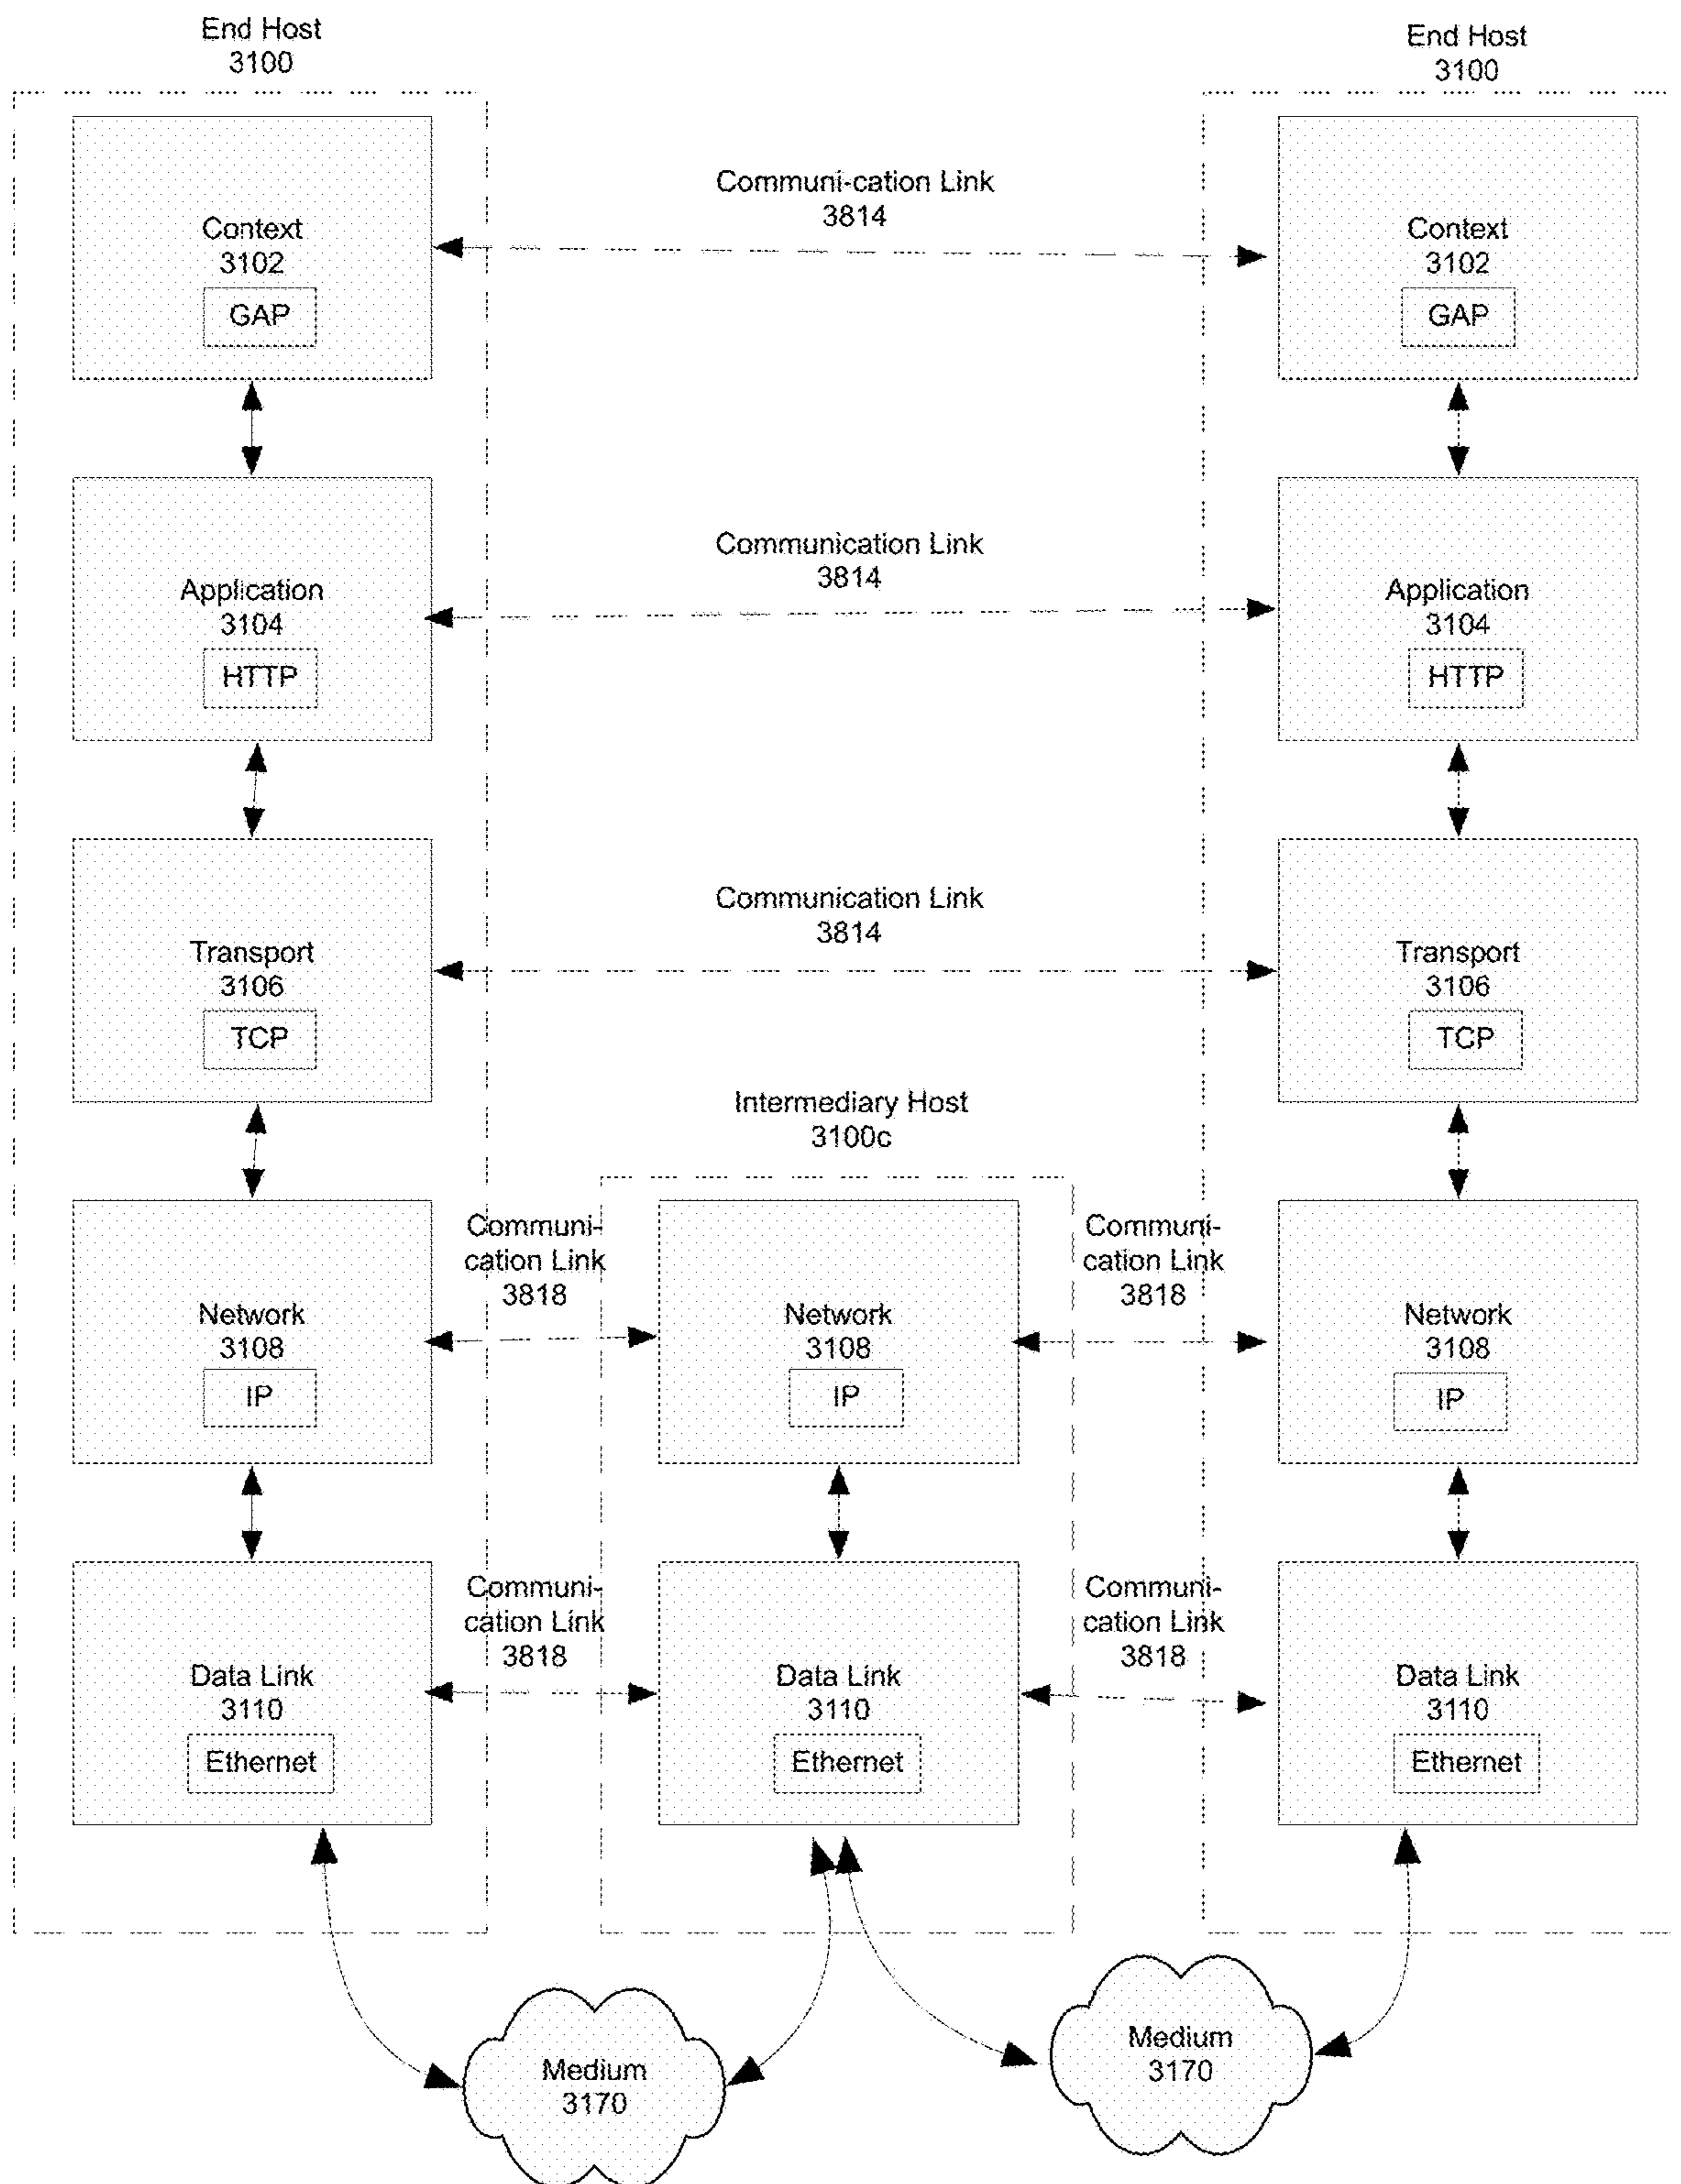 End Host
3100
End Host
3100
Context
3102
GAP
Communi-cation Link
3814
Context
3102
GAP
Application
3104
HTTP
Communication Link
3814
Application
3104
HTTP
Transport
3106
TCP
Communication Link
3814
Transport
3106
TCP
Intermediary Host
3100c
Network
3108
IP
Communi-
cation Link
3818
Network
3108
IP
Communi-
cation Link
3818
Network
3108
IP
Data Link
3110
Ethernet
Communi-
cation Link
3818
Data Link
3110
Ethernet
Communi-
cation Link
3818
Data Link
3110
Ethernet
Medium
3170
Medium
3170